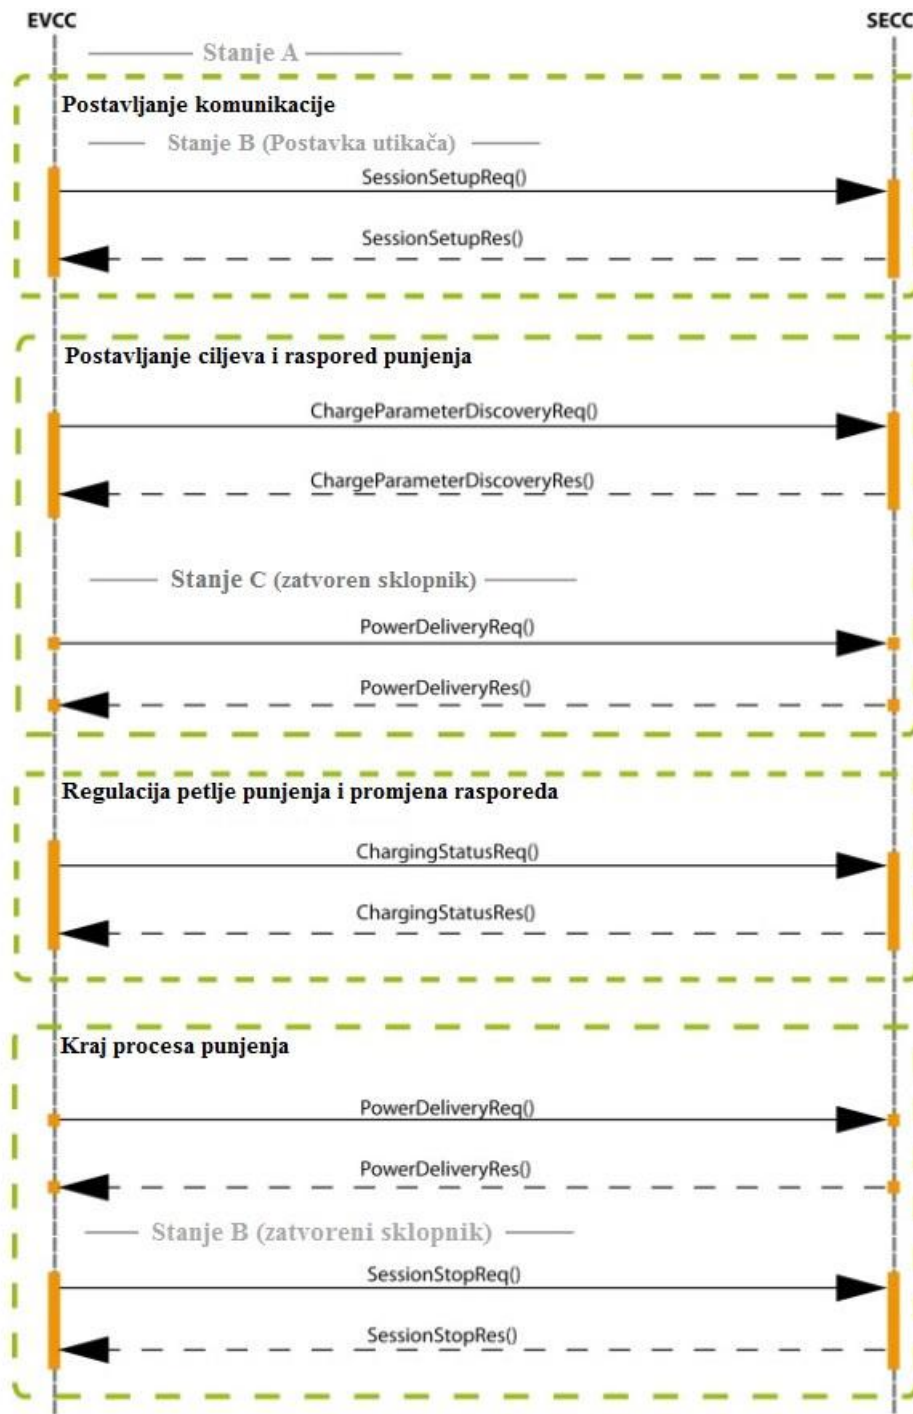 EVCC
SECC
Stanje A
Postavljanje komunikacije
Stanje B (Postavka utikača)
SessionSetupReq()
SessionSetupRes()
Postavljanje ciljeva i raspored punjenja
ChargeParameterDiscoveryReq()
ChargeParameterDiscoveryRes()
Stanje C (zatvoren sklopnik)
PowerDeliveryReq()
PowerDeliveryRes()
Regulacija petlje punjenja i promjena rasporeda
ChargingStatusReq()
ChargingStatusRes()
Kraj procesa punjenja
PowerDeliveryReq()
PowerDeliveryRes()
Stanje B (zatvoreni sklopnik)
SessionStopReq()
SessionStopRes()